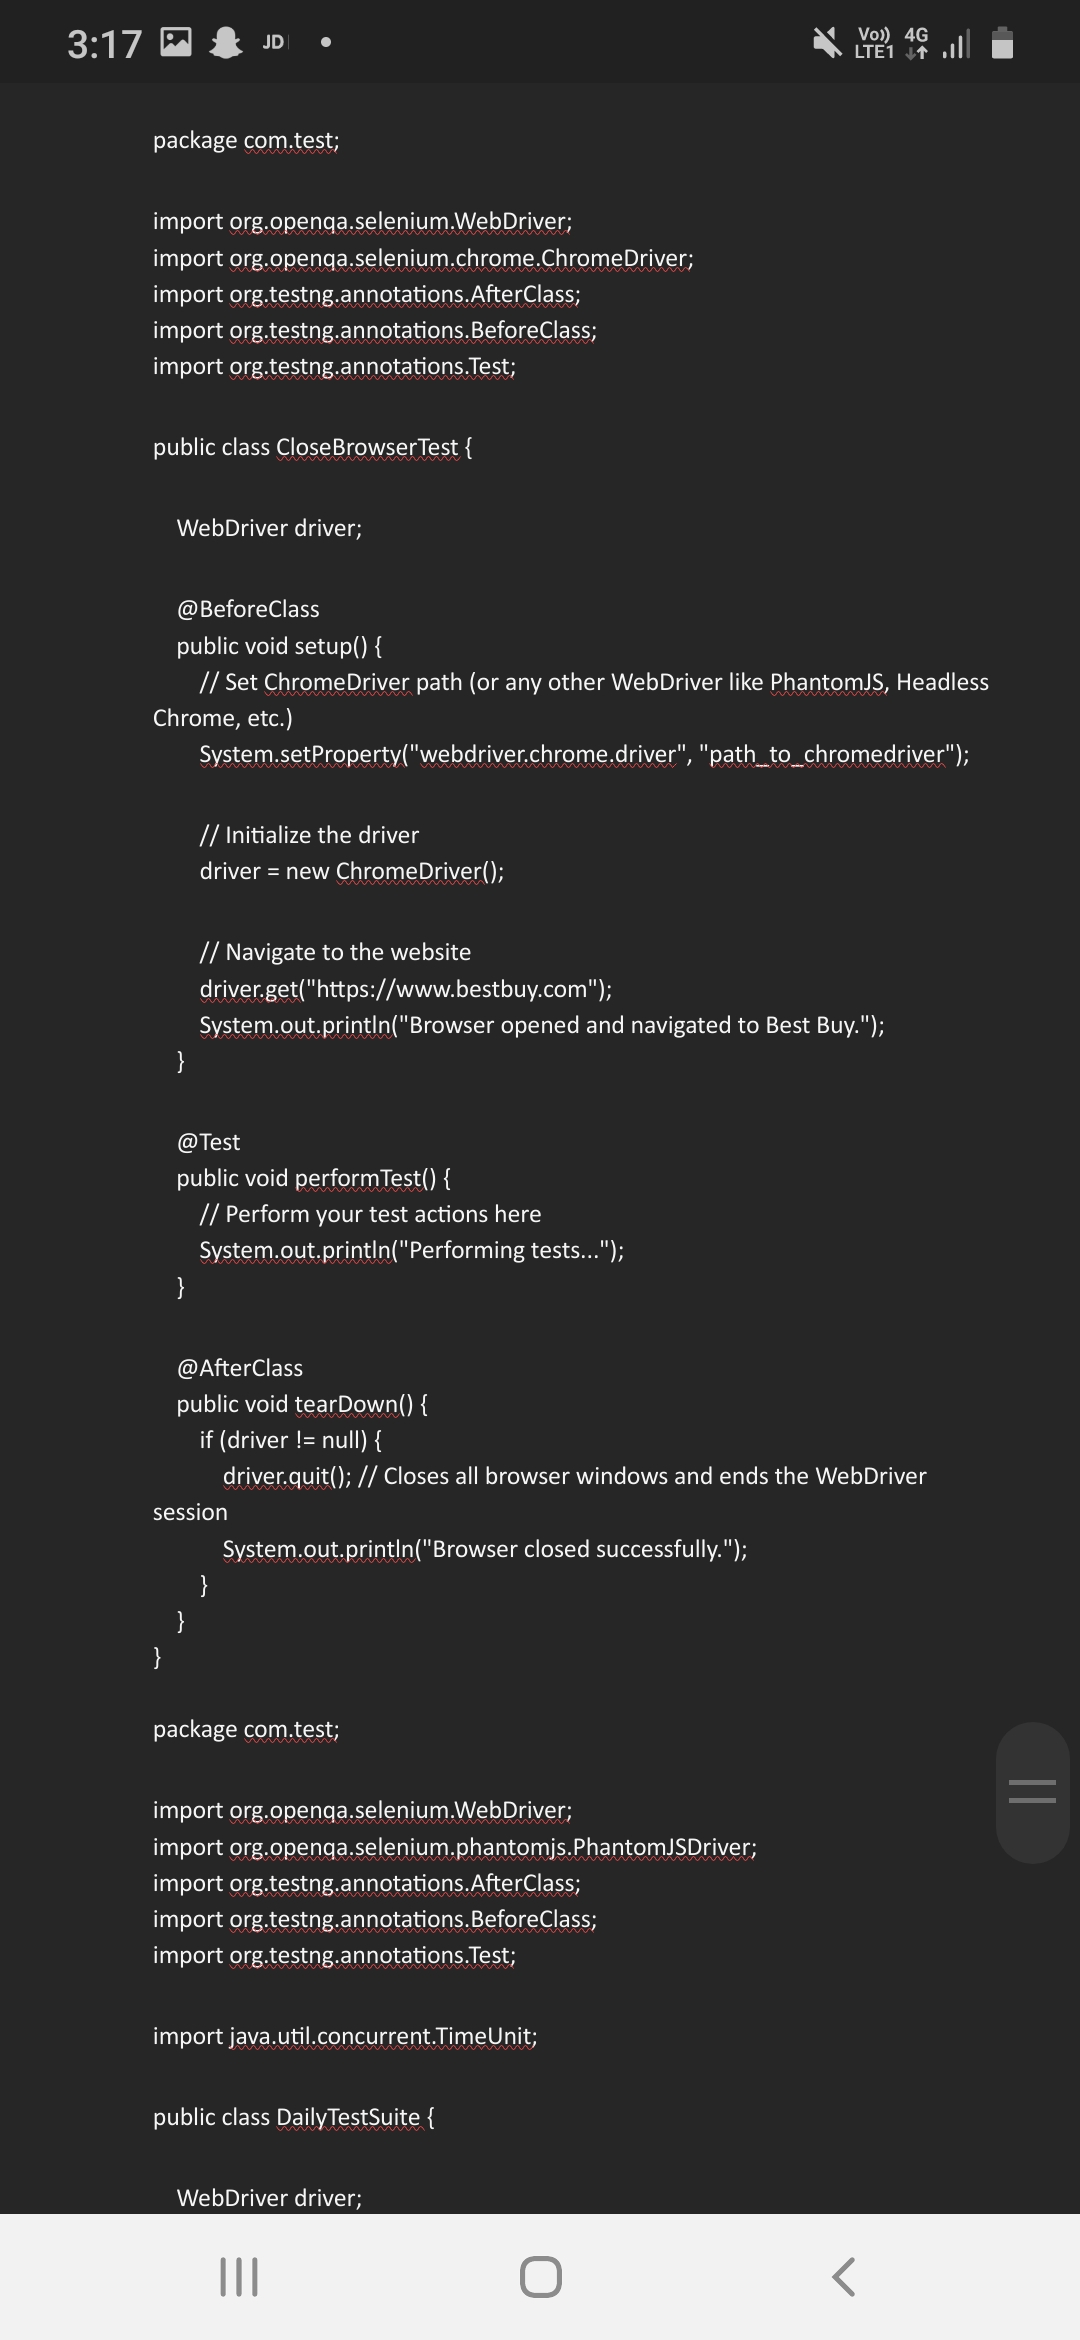 3:17 JD Vo)) 4G
LTE1
package com.test;
import org.openqa.selenium.WebDriver;
import org.openqa.selenium.chrome.ChromeDriver;
import org.testng.annotations.AfterClass;
import org.testng.annotations.BeforeClass;
import org.testng.annotations.Test;
public class CloseBrowserTest {
WebDriver driver;
@BeforeClass
public void setup() {
// Set ChromeDriver path (or any other WebDriver like PhantomJS, Headless
Chrome, etc.)
System.setProperty("webdriver.chrome.driver", "path_to_chromedriver");
// Initialize the driver
driver = new ChromeDriver();
// Navigate to the website
driver.get("https://www.bestbuy.com");
System.out.println("Browser opened and navigated to Best Buy.");
}
@Test
public void performTest() {
// Perform your test actions here
System.out.println("Performing tests...");
}
@AfterClass
public void tearDown() {
if (driver != null) {
driver.quit(); // Closes all browser windows and ends the WebDriver
session
System.out.println("Browser closed successfully.");
}
}
}
package com.test;
import org.openqa.selenium.WebDriver;
import org.openqa.selenium.phantomjs.PhantomJSDriver;
import org.testng.annotations.AfterClass;
import org.testng.annotations.BeforeClass;
import org.testng.annotations.Test;
import java.util.concurrent.TimeUnit;
public class DailyTestSuite {
WebDriver driver;